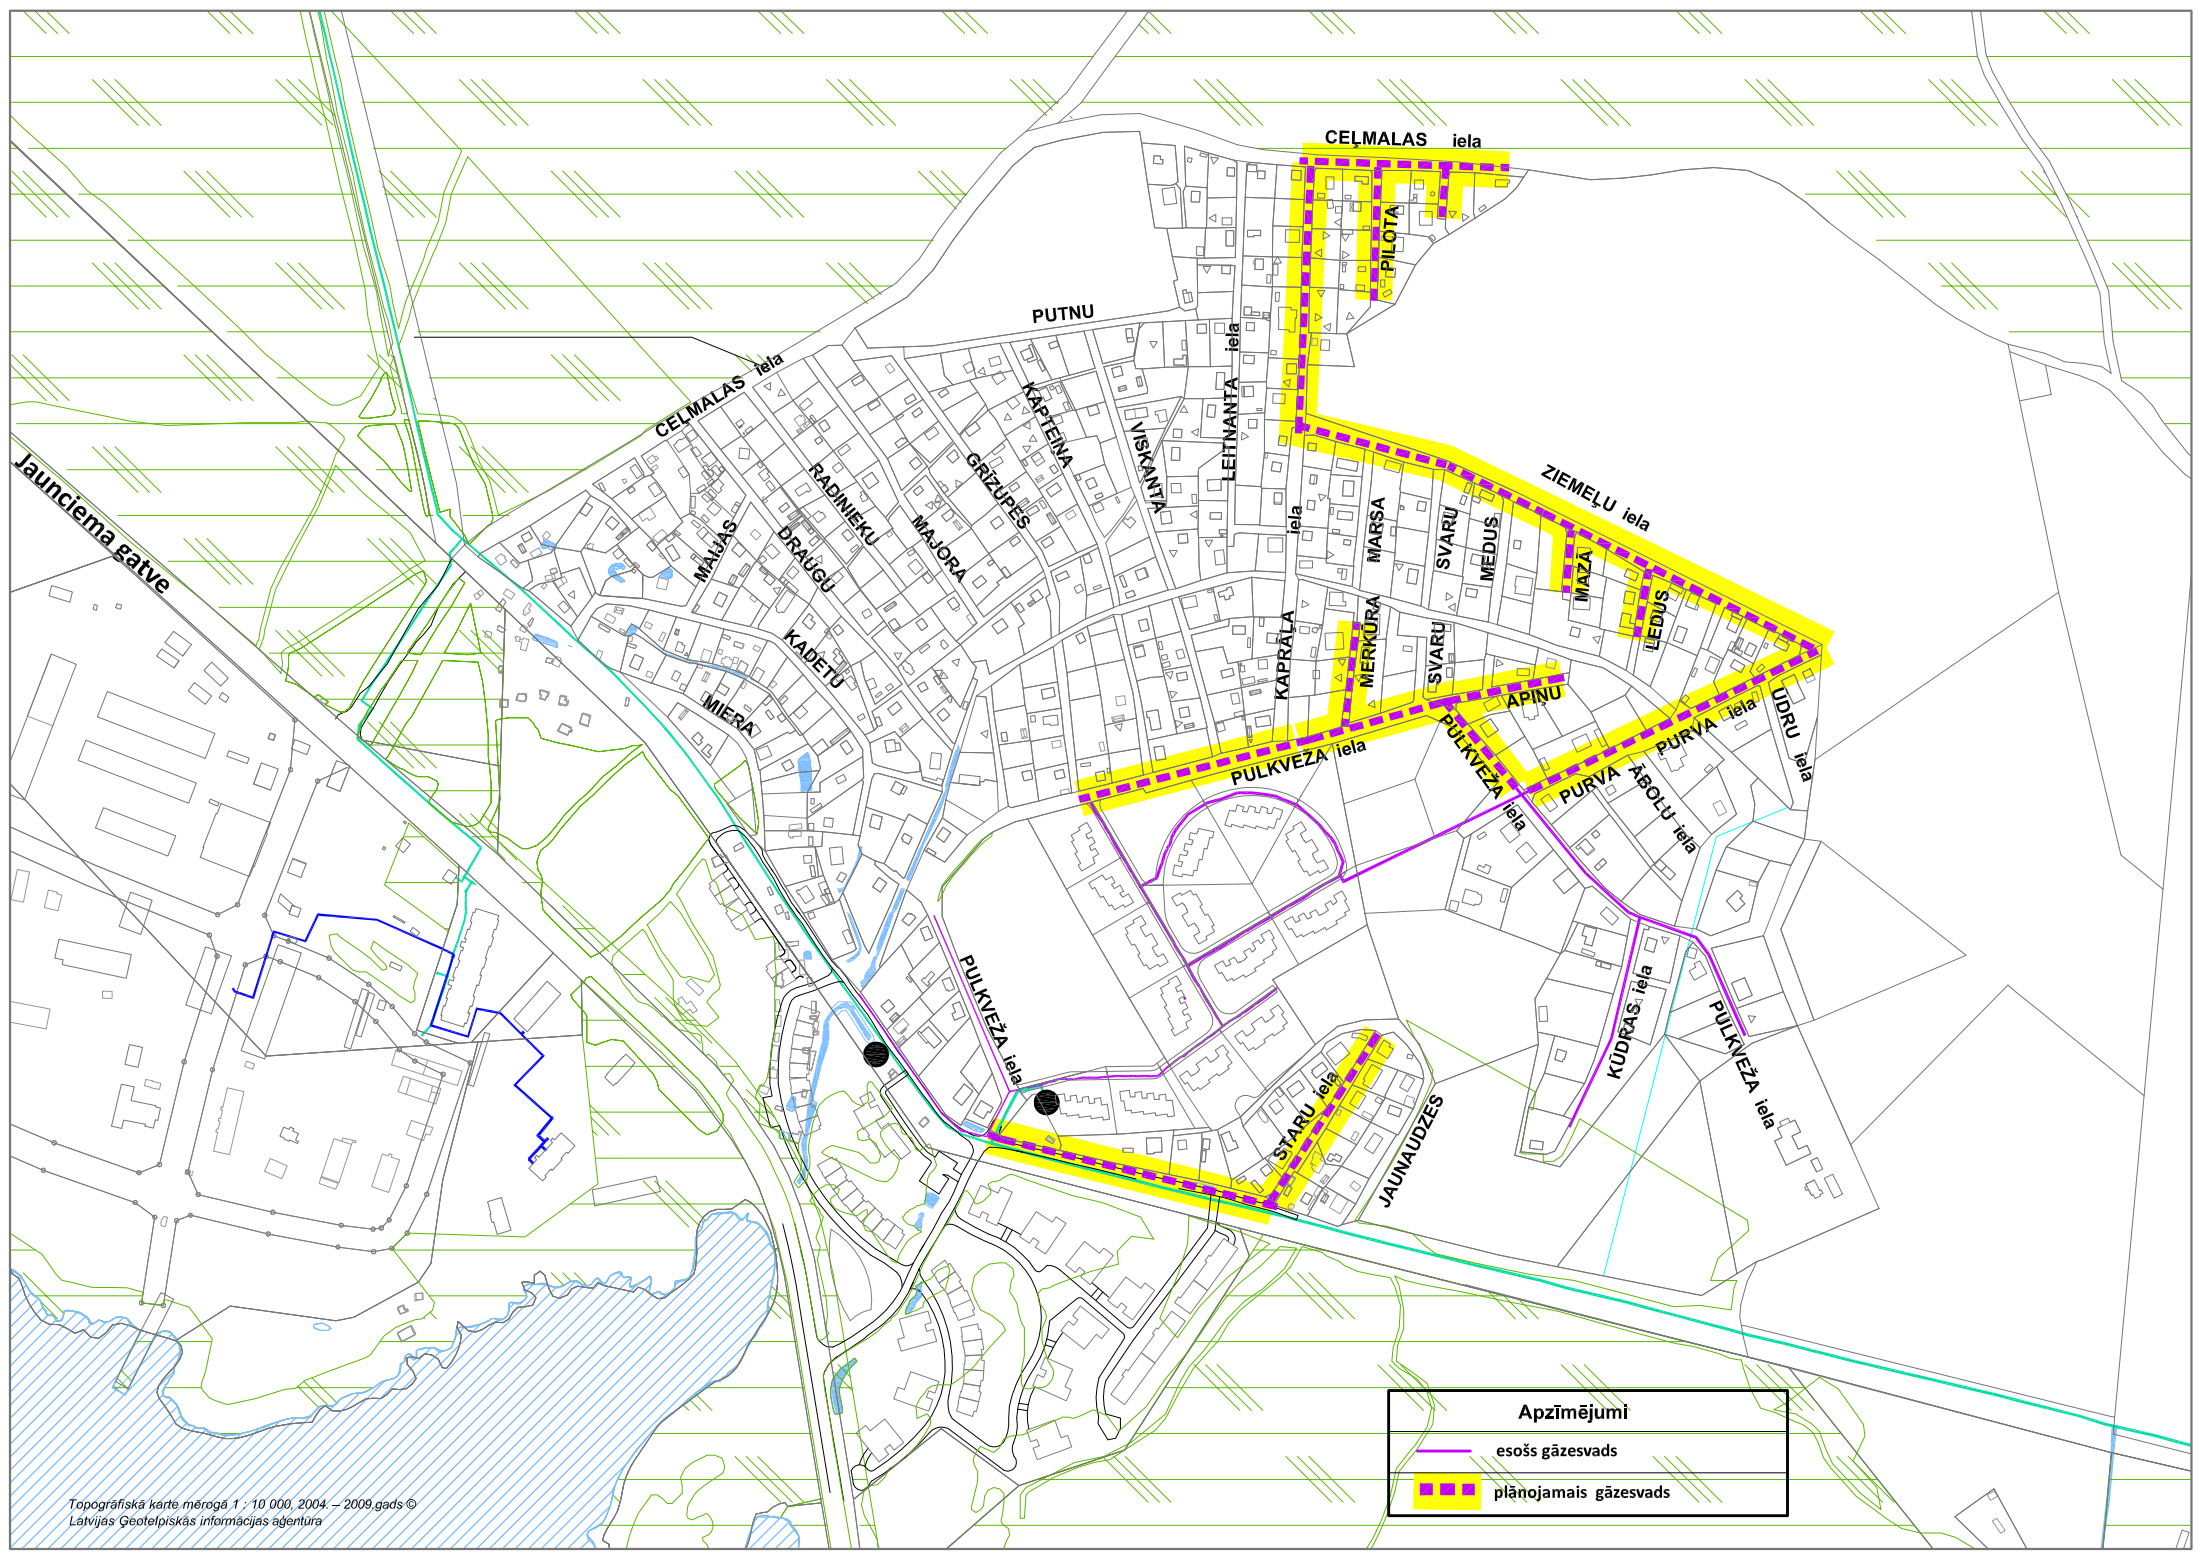 CEĻMALAS iela
PILOTA
PUTNU
CEĻMALAS iela
LEITNANTA iela
KAPTEIŅA
VISKANTA
GRĪZUPES
RADINIEKU
MAJORA
MAIJAS
DRAUGU
KADETU
MIERA
Jaunciema gatve
ZIEMEĻU iela
MARSA
SVARU
MEDUS
MAZĀ
LEDUS
KAPRĀĻA iela
MERKURA
SVARU
APIŅU
PULKVEŽA iela
PULKVEŽA iela
PURVA
PURVA iela
ŪDRU iela
ĀBOLU iela
PULKVEŽA iela
KŪDRAS iela
PULKVEŽA iela
STARU iela
JAUNAUDZES
Apzīmējumi
esošs gāzesvads
plānojamais gāzesvads
Topogrāfiskā karte mērogā 1 : 10 000, 2004. – 2009.gads ©
Latvijas Ģeotelpiskās informācijas aģentūra